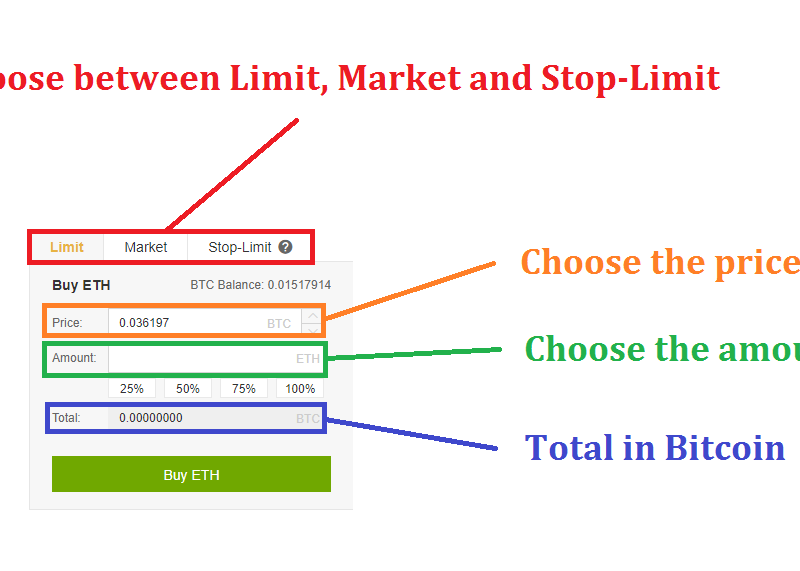 oose between Limit, Market and Stop-Limit
Limit Market Stop-Limit ?
Buy ETH BTC Balance: 0.01517914
Choose the price
Price: 0.036197 BTC
Choose the amou
Amount: ETH
25% 50% 75% 100%
Total: 0.00000000 BTC
Total in Bitcoin
Buy ETH